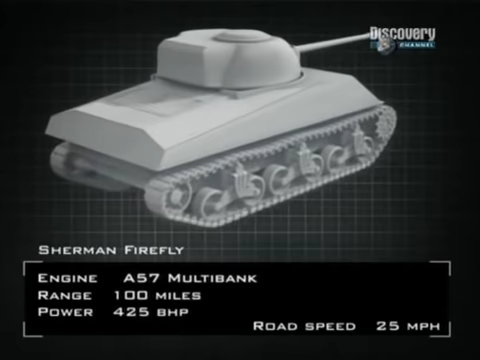 Discovery
CHANNEL
SHERMAN FIREFLY
ENGINE A57 MULTIBANK
RANGE 100 MILES
POWER 425 BHP
ROAD SPEED 25 MPH